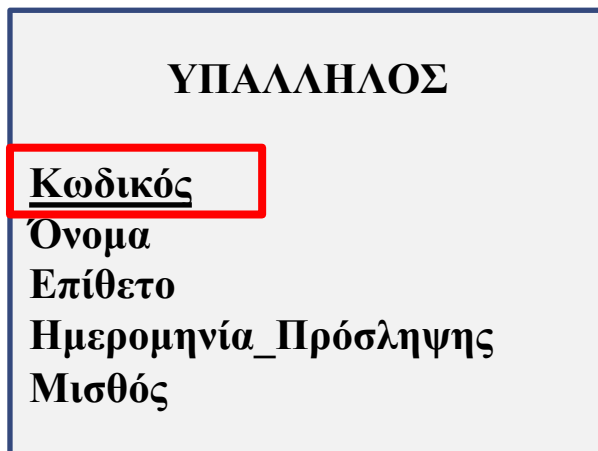 ΥΠΑΛΛΗΛΟΣ
Κωδικός
Όνομα
Επίθετο
Ημερομηνία_Πρόσληψης
Μισθός